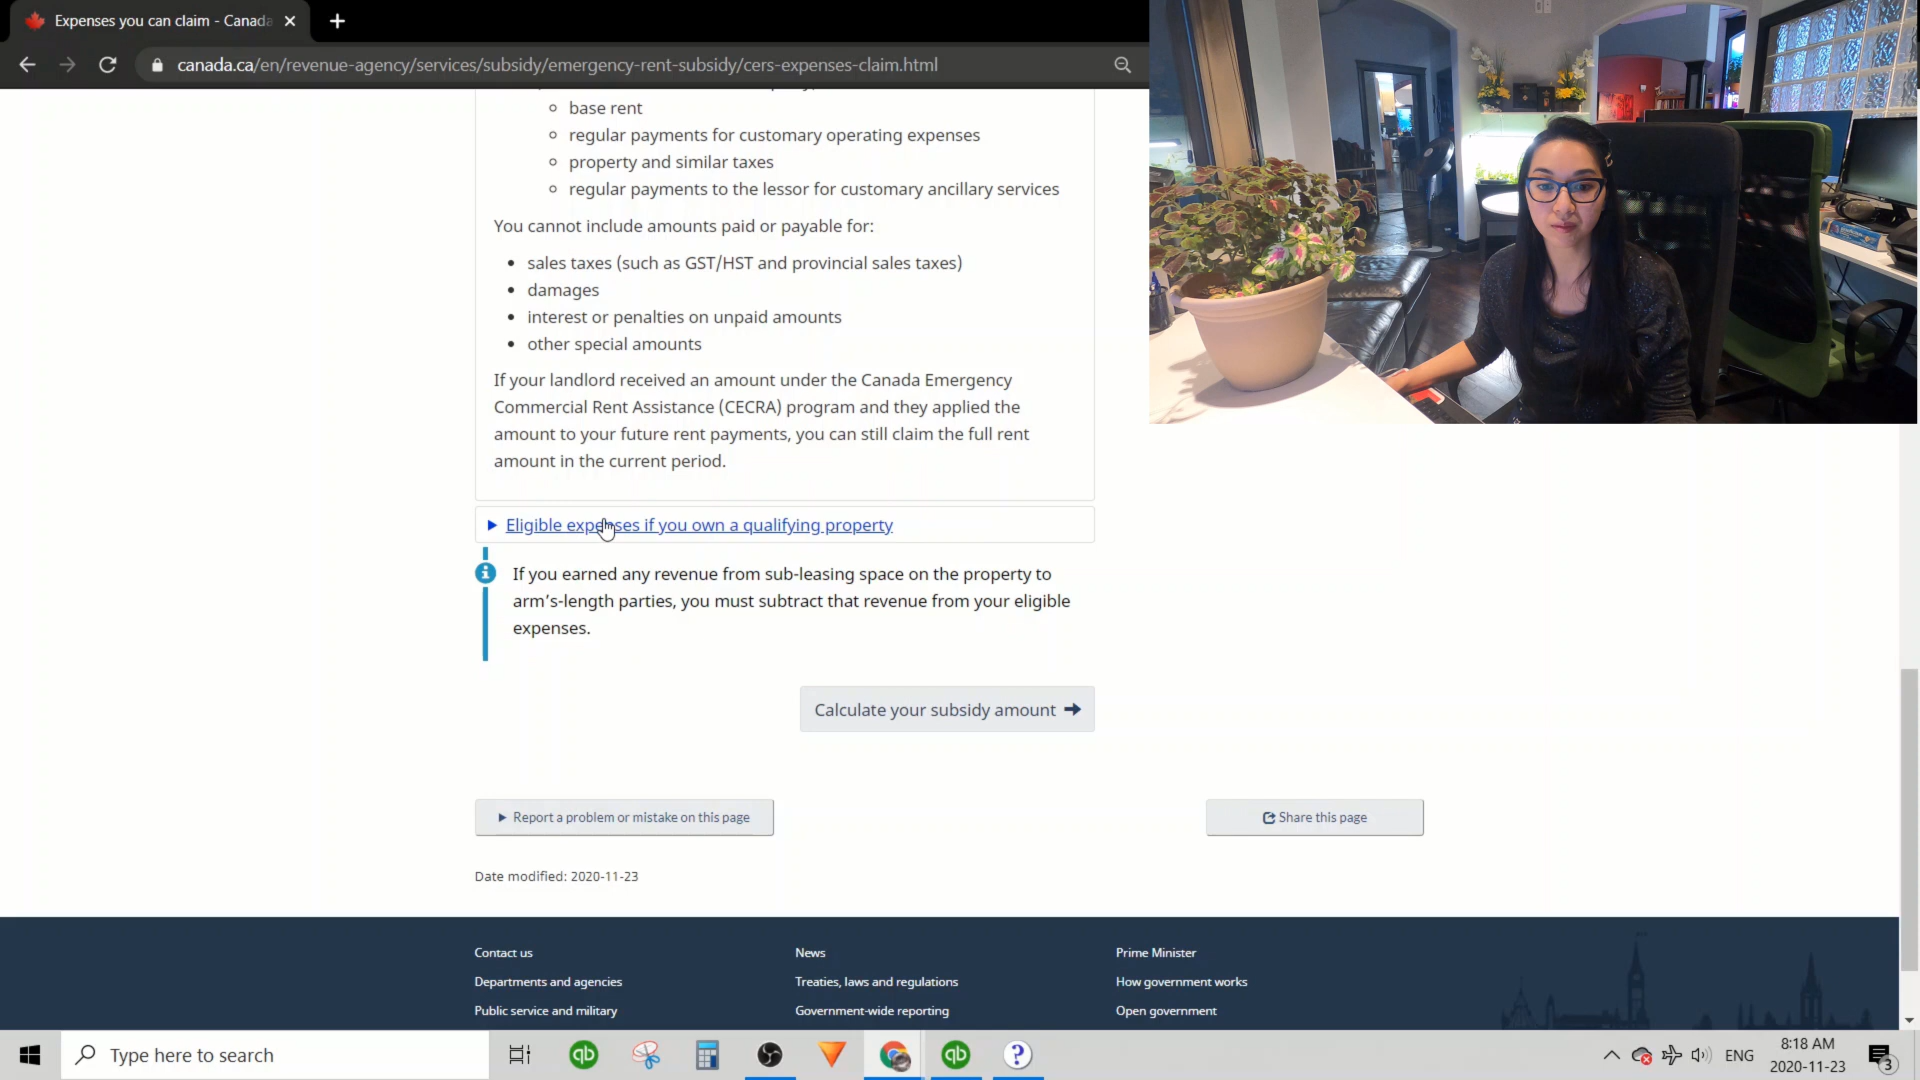 Expenses you can claim - Canada
canada.ca/en/revenue-agency/services/subsidy/emergency-rent-subsidy/cers-expenses-claim.html
base rent
regular payments for customary operating expenses
property and similar taxes
regular payments to the lessor for customary ancillary services
You cannot include amounts paid or payable for:
sales taxes (such as GST/HST and provincial sales taxes)
damages
interest or penalties on unpaid amounts
other special amounts
If your landlord received an amount under the Canada Emergency
Commercial Rent Assistance (CECRA) program and they applied the
amount to your future rent payments, you can still claim the full rent
amount in the current period.
Eligible expenses if you own a qualifying property
If you earned any revenue from sub-leasing space on the property to
arm’s-length parties, you must subtract that revenue from your eligible
expenses.
Calculate your subsidy amount
Report a problem or mistake on this page
Share this page
Date modified: 2020-11-23
Contact us
News
Prime Minister
Departments and agencies
Treaties, laws and regulations
How government works
Public service and military
Government-wide reporting
Open government
Type here to search
qb
qb
ENG
8:18 AM
2020-11-23
3